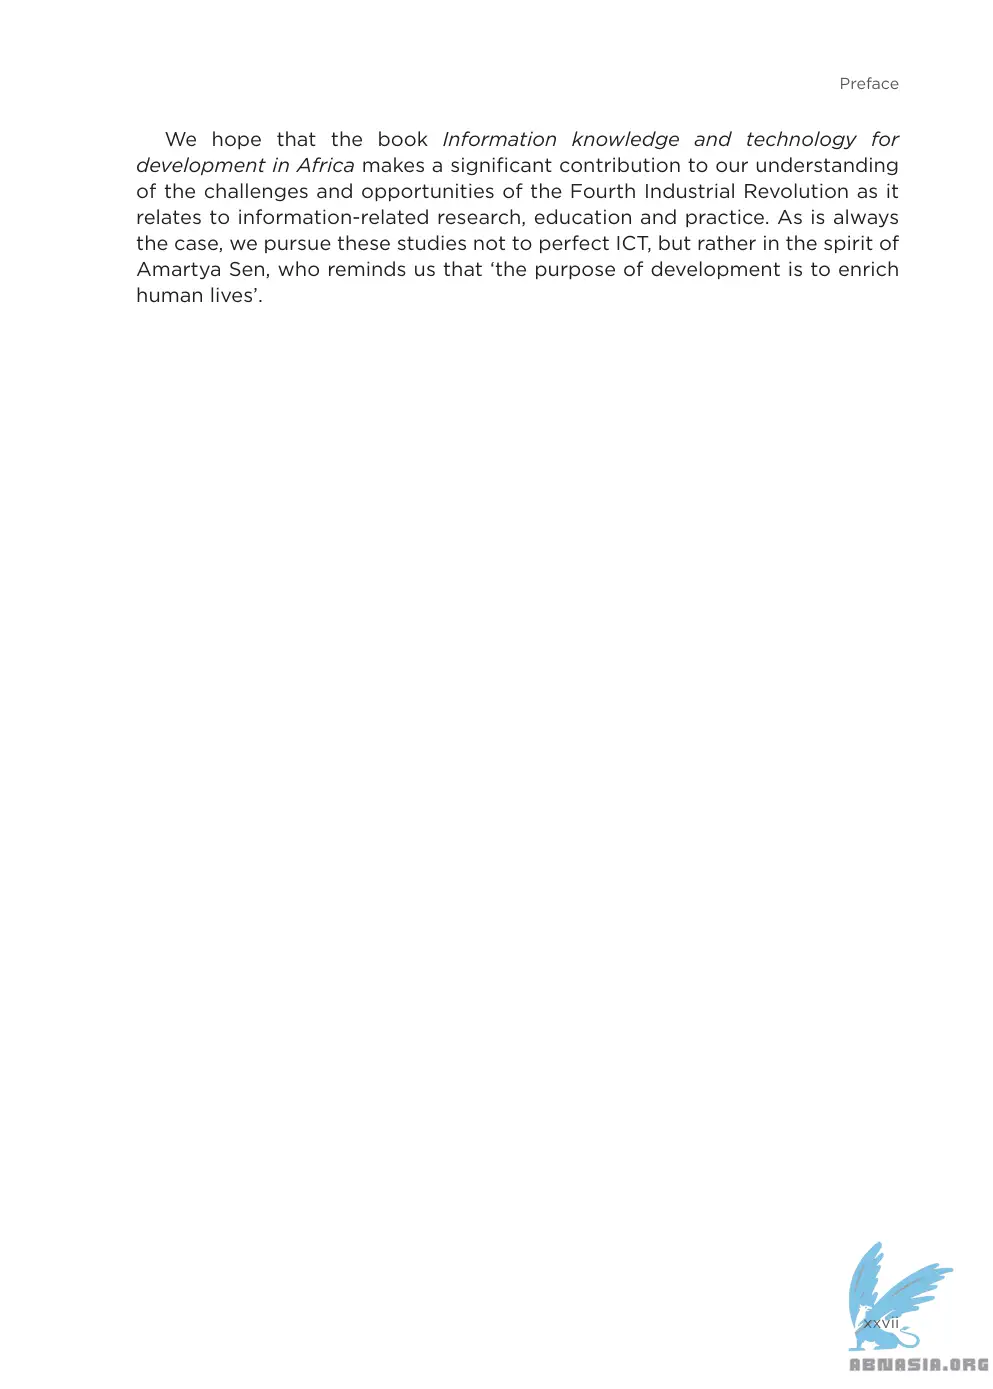 Preface
We hope that the book Information knowledge and technology for
development in Africa makes a significant contribution to our understanding
of the challenges and opportunities of the Fourth Industrial Revolution as it
relates to information-related research, education and practice. As is always
the case, we pursue these studies not to perfect ICT, but rather in the spirit of
Amartya Sen, who reminds us that ‘the purpose of development is to enrich
human lives’.
xxvii
ABNASIA.ORG